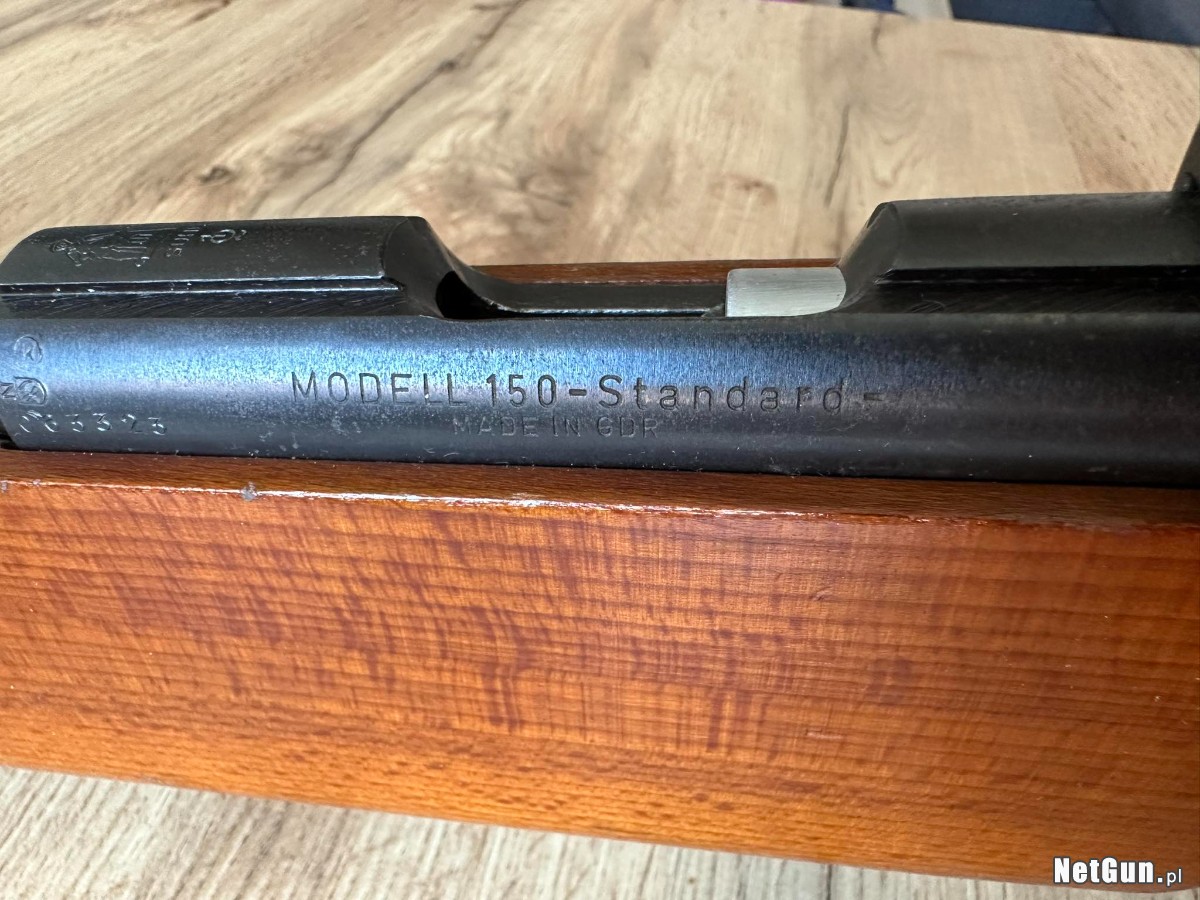 MODELL 150-Standard-
MADE IN GDR
NetGun.pl